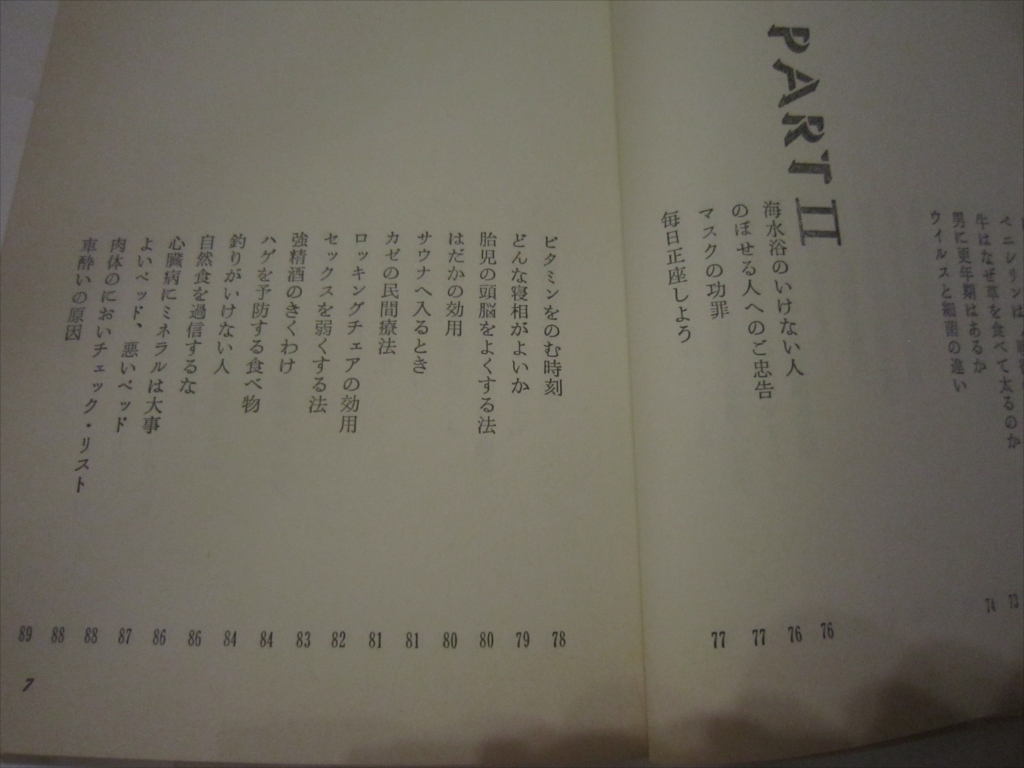 ペニシリンは、
牛はなぜ草を食べて太るのか
男に更年期はあるか 73
ウイルスと細菌の違い 74
PART II
海水浴のいけない人 76
のぼせる人へのご忠告 76
マスクの功罪 77
毎日正座しよう 77
ビタミンをのむ時刻 78
どんな寝相がよいか 79
胎児の頭脳をよくする法 80
はだかの効用 80
サウナへ入るとき 81
カゼの民間療法 81
ロッキングチェアの効用 82
セックスを弱くする法 83
強精酒のきくわけ 84
ハゲを予防する食べ物 84
釣りがいけない人 86
自然食を過信するな 86
心臓病にミネラルは大事 87
よいベッド、悪いベッド 88
肉体のにおいチェック・リスト 88
車酔いの原因 89
7